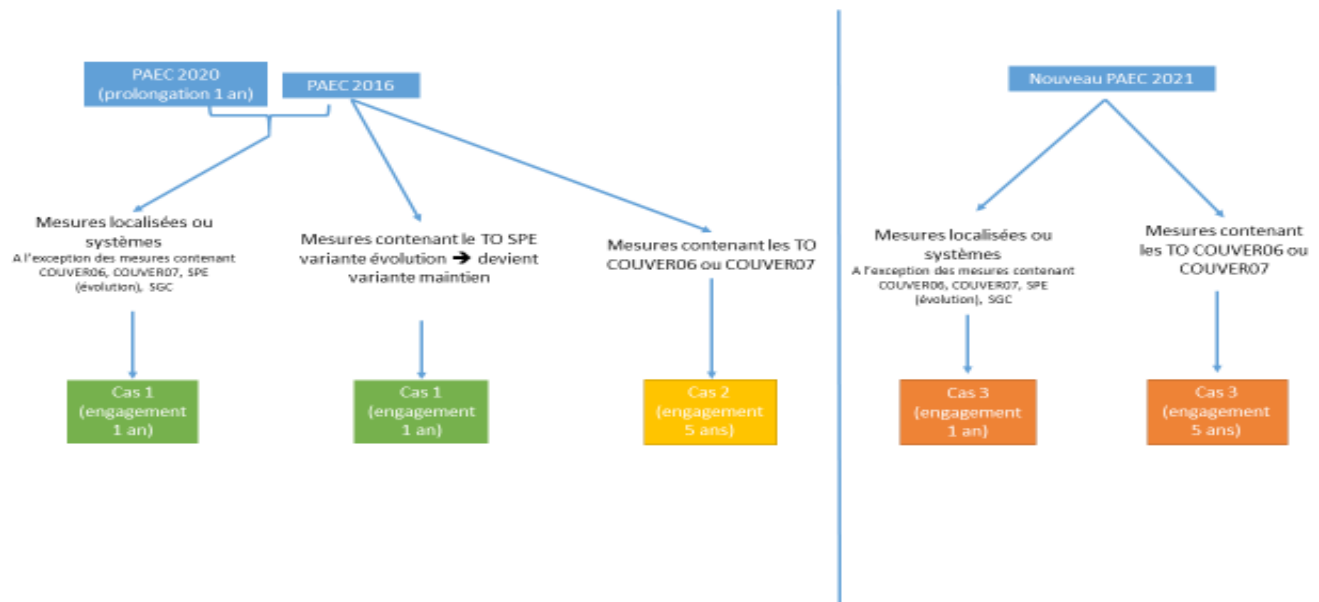 PAEC 2020
(prolongation 1 an)
PAEC 2016
Nouveau PAEC 2021
Mesures localisées ou
systèmes
A l'exception des mesures contenant
COUVER06, COUVER07, SPE
(évolution), SGC
Mesures contenant le TO SPE
variante évolution ➔ devient
variante maintien
Mesures contenant les TO
COUVER06 ou COUVER07
Mesures localisées ou
systèmes
A l'exception des mesures contenant
COUVER06, COUVER07, SPE
(évolution), SGC
Mesures contenant
les TO COUVER06 ou
COUVER07
Cas 1
(engagement
1 an)
Cas 1
(engagement
1 an)
Cas 2
(engagement
5 ans)
Cas 3
(engagement
1 an)
Cas 3
(engagement
5 ans)